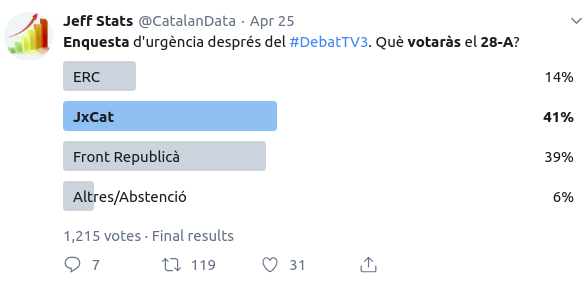 Jeff Stats @CatalanData · Apr 25
Enquesta d'urgència després del #DebatTV3. Què votaràs el 28-A?
ERC 14%
JxCat 41%
Front Republicà 39%
Altres/Abstenció 6%
1,215 votes · Final results
7 119 31